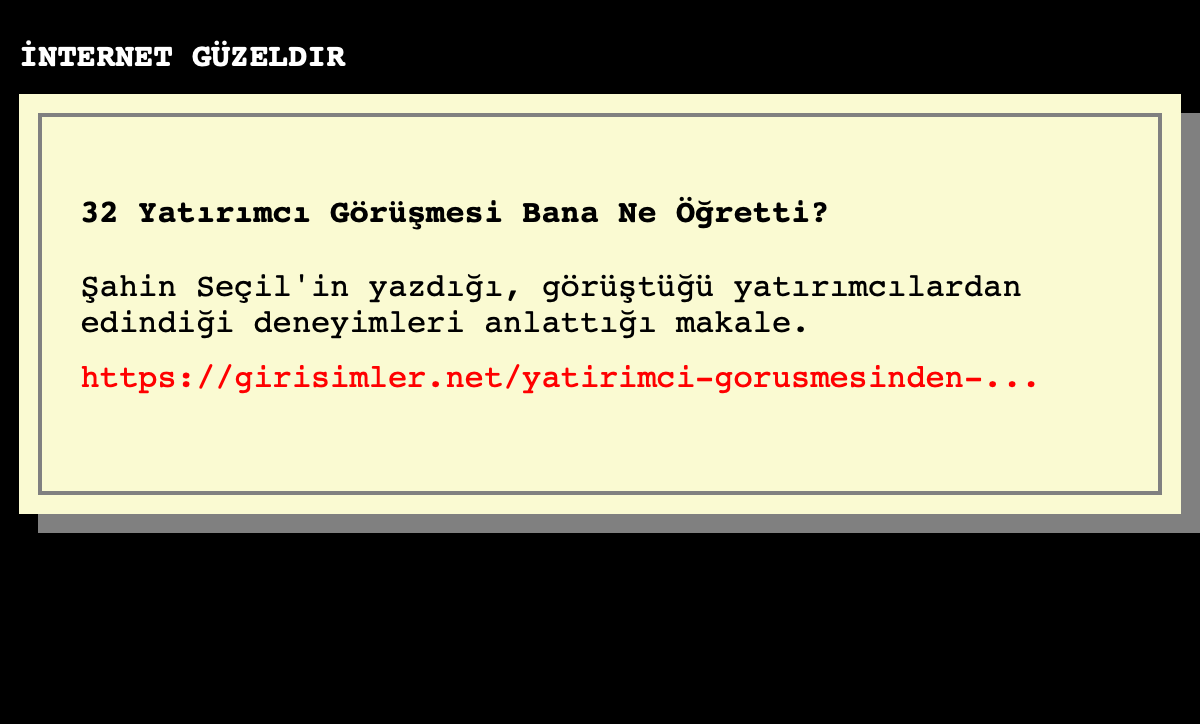 İNTERNET GÜZELDIR
32 Yatırımcı Görüşmesi Bana Ne Öğretti?
Şahin Seçil'in yazdığı, görüştüğü yatırımcılardan
edindiği deneyimleri anlattığı makale.
https://girisimler.net/yatirimci-gorusmesinden-...